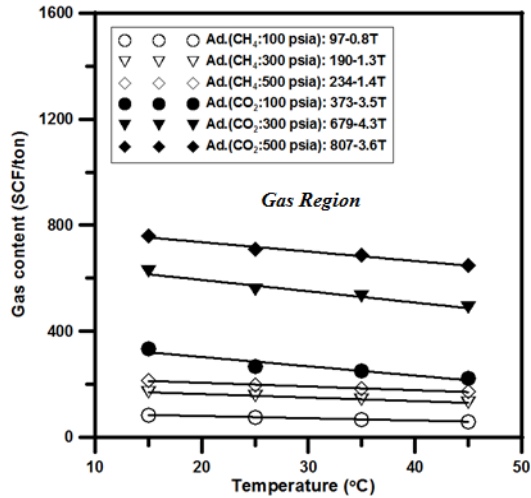 1600
1200
800
400
0
Gas content (SCF/ton)
Ad.(CH₄:100 psia): 97-0.8T
Ad.(CH₄:300 psia): 190-1.3T
Ad.(CH₄:500 psia): 234-1.4T
Ad.(CO₂:100 psia): 373-3.5T
Ad.(CO₂:300 psia): 679-4.3T
Ad.(CO₂:500 psia): 807-3.6T
Gas Region
10 20 30 40 50
Temperature (°C)